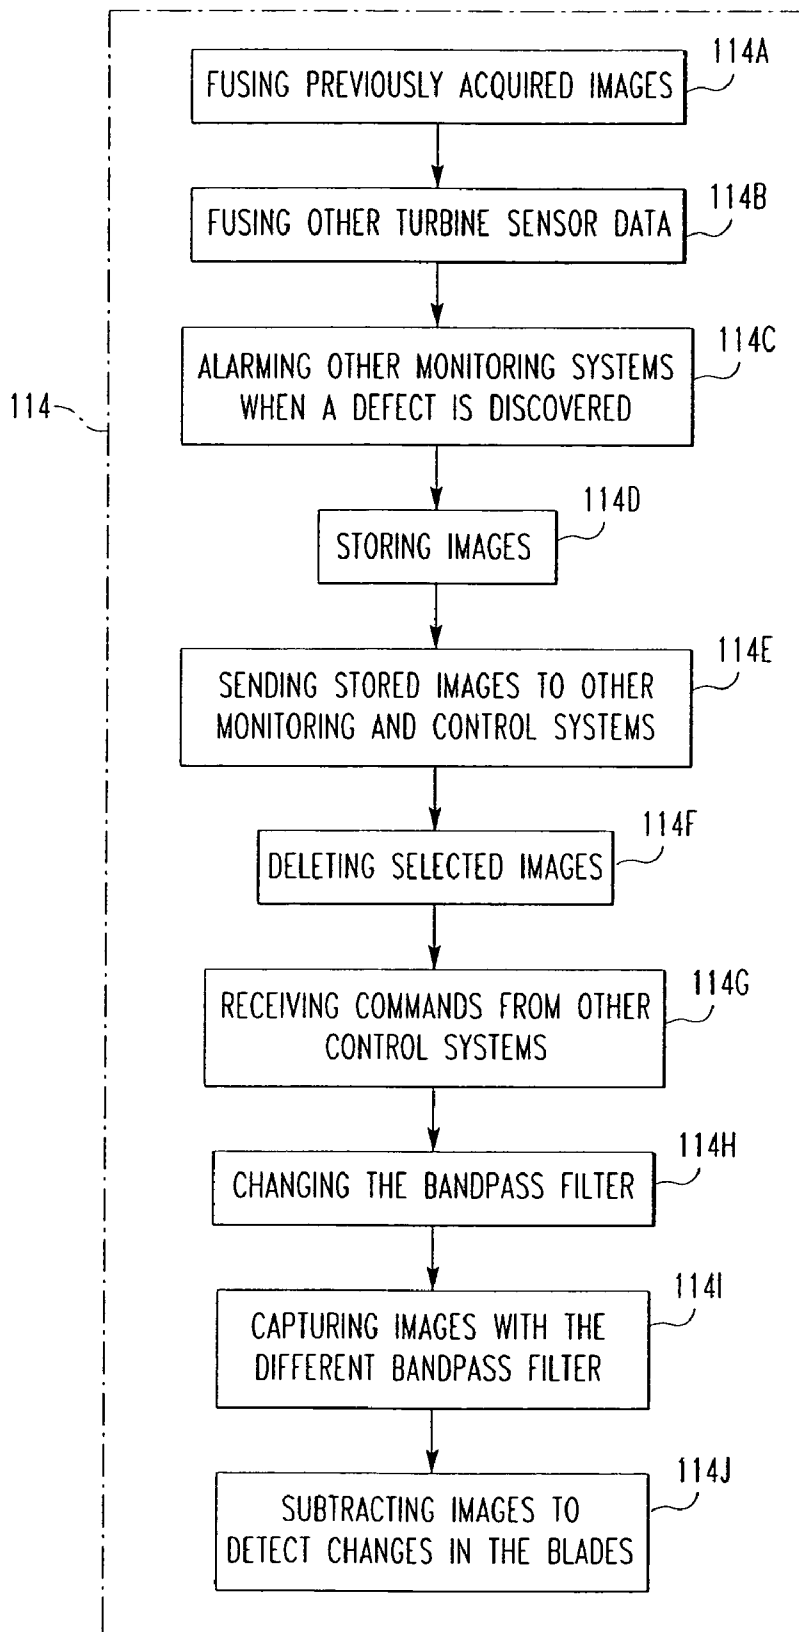 114A
FUSING PREVIOUSLY ACQUIRED IMAGES
114B
FUSING OTHER TURBINE SENSOR DATA
114C
ALARMING OTHER MONITORING SYSTEMS
WHEN A DEFECT IS DISCOVERED
114
114D
STORING IMAGES
114E
SENDING STORED IMAGES TO OTHER
MONITORING AND CONTROL SYSTEMS
114F
DELETING SELECTED IMAGES
114G
RECEIVING COMMANDS FROM OTHER
CONTROL SYSTEMS
114H
CHANGING THE BANDPASS FILTER
114I
CAPTURING IMAGES WITH THE
DIFFERENT BANDPASS FILTER
114J
SUBTRACTING IMAGES TO
DETECT CHANGES IN THE BLADES